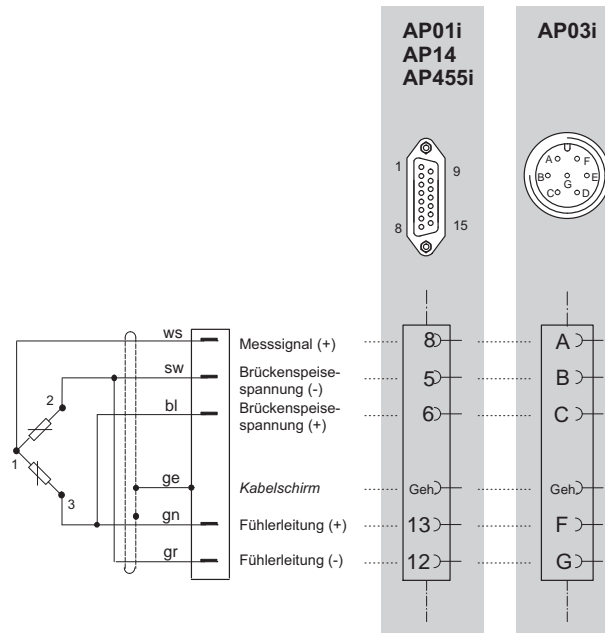 AP01i
AP14
AP455i
AP03i
1
9
8
15
U
A
F
B
E
G
C
D
ws
Messsignal (+)
8
A
sw
Brückenspeise-
spannung (-)
5
B
2
bl
Brückenspeise-
spannung (+)
6
C
1
ge
Kabelschirm
Geh.
Geh.
3
gn
Fühlerleitung (+)
13
F
gr
Fühlerleitung (-)
12
G